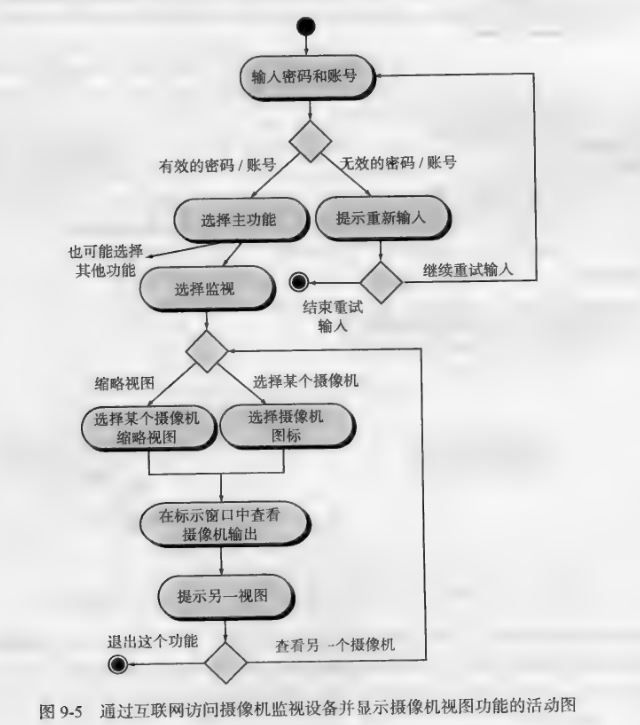 输入密码和账号
有效的密码/账号
无效的密码/账号
选择主功能
提示重新输入
也可能选择
其他功能
选择监视
继续重试输入
结束重试
输入
缩略视图
选择某个摄像机
选择某个摄像机
缩略视图
选择摄像机
图标
在标示窗口中查看
摄像机输出
提示另一视图
退出这个功能
查看另一个摄像机
图 9-5 通过互联网访问摄像机监视设备并显示摄像机视图功能的活动图